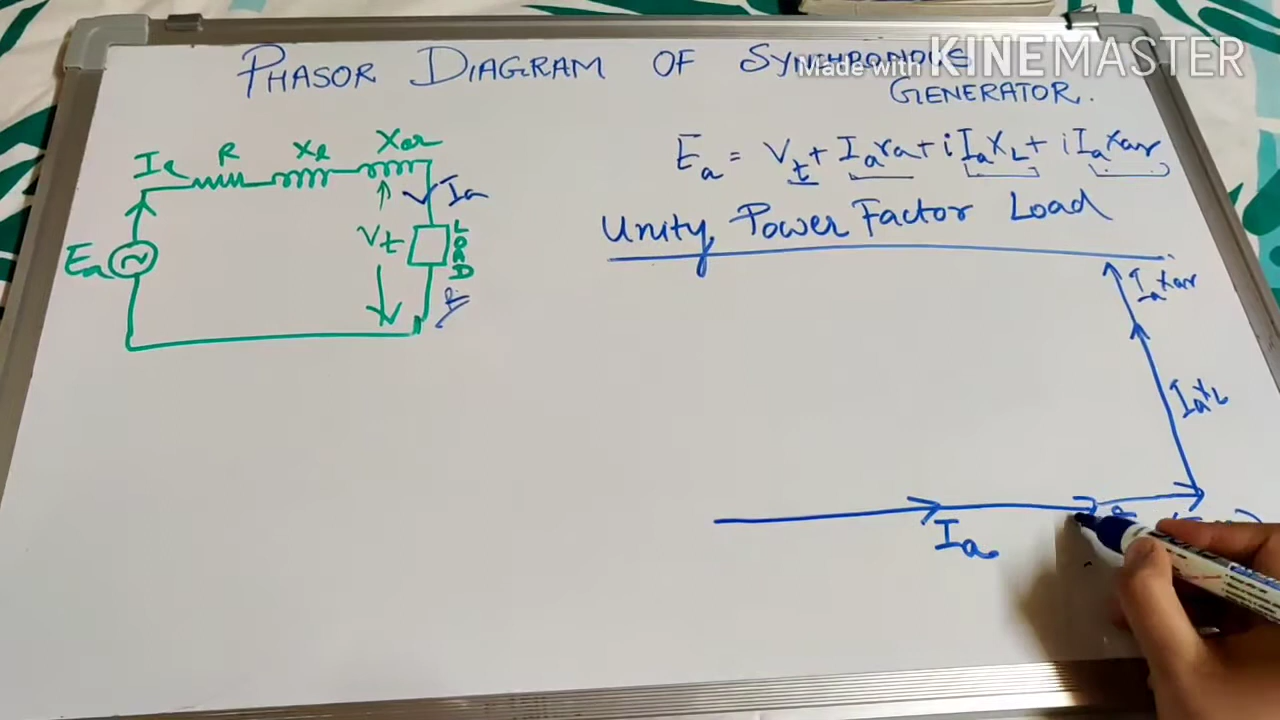 PHASOR DIAGRAM OF SYNCHRONOUS
GENERATOR.
Made with KINEMASTER
Ea = Vt + Iara + iIaXL + iIaXar
Unity Power Factor Load
R Xl Xar
Ia
Ea
Vt
LOAD
R
IaXar
IaXL
Ia